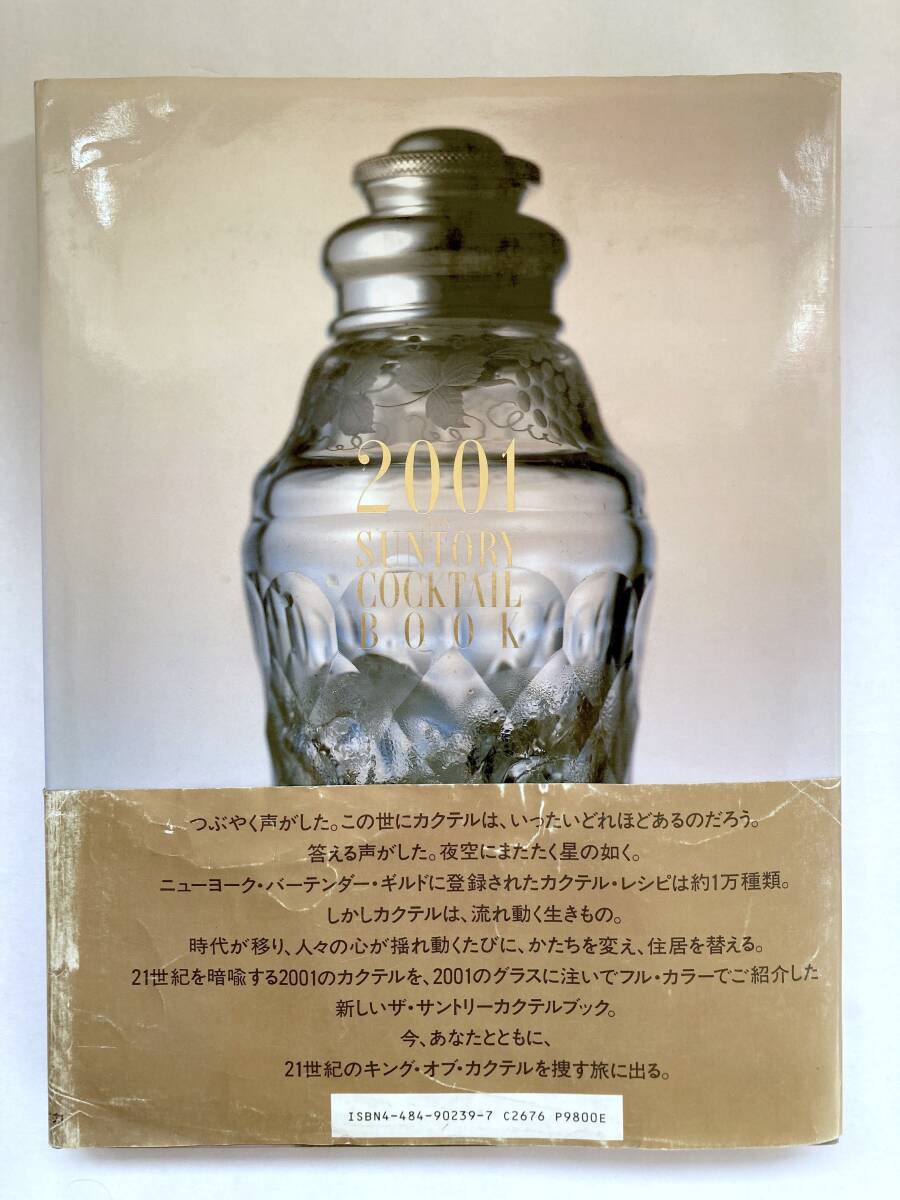 2001
SUNTORY
COCKTAIL
BOOK
つぶやく声がした。この世にカクテルは、いったいどれほどあるのだろう。
答える声がした。夜空にまたたく星の如く。
ニューヨーク・バーテンダー・ギルドに登録されたカクテル・レシピは約1万種類。
しかしカクテルは、流れ動く生きもの。
時代が移り、人々の心が揺れ動くたびに、かたちを変え、住居を替える。
21世紀を暗喩する2001のカクテルを、2001のグラスに注いでフル・カラーでご紹介した
新しいザ・サントリーカクテルブック。
今、あなたとともに、
21世紀のキング・オブ・カクテルを捜す旅に出る。
ISBN4-484-90239-7 C2676 P9800E